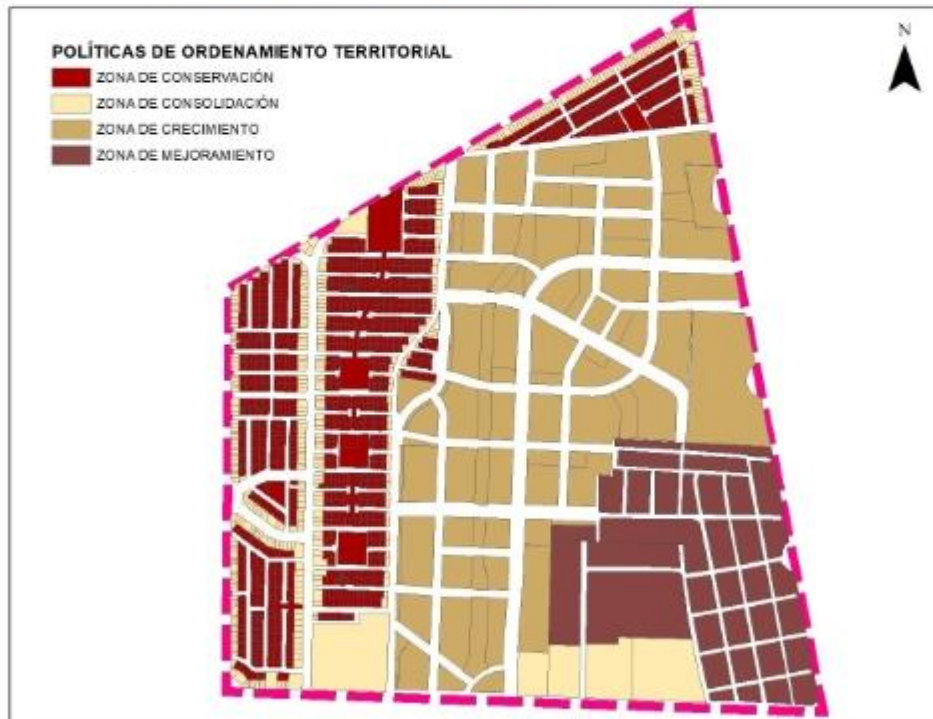 POLÍTICAS DE ORDENAMIENTO TERRITORIAL
ZONA DE CONSERVACIÓN
ZONA DE CONSOLIDACIÓN
ZONA DE CRECIMIENTO
ZONA DE MEJORAMIENTO
N